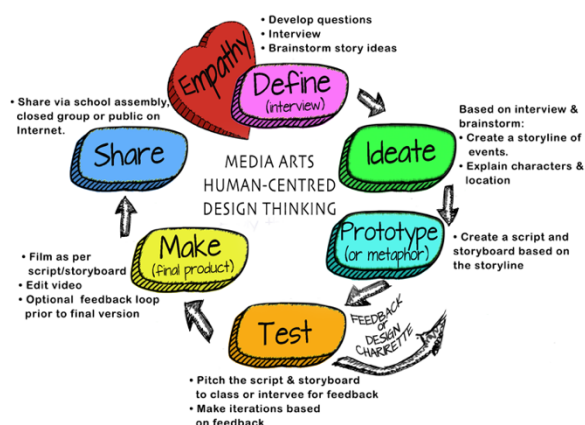 • Develop questions
• Interview
• Brainstorm story ideas
Empathy
Define
(interview)
Based on interview &
brainstorm:
• Create a storyline of
events.
• Explain characters &
location
Ideate
MEDIA ARTS
HUMAN-CENTRED
DESIGN THINKING
Prototype
(or metaphor)
• Create a script and
storyboard based on
the storyline
FEEDBACK
or
DESIGN
CHARRETTE
Test
• Pitch the script & storyboard
to class or intervee for feedback
• Make iterations based
on feedback
Make
(final product)
• Film as per
script/storyboard
• Edit video
• Optional feedback loop
prior to final version
Share
• Share via school assembly,
closed group or public on
Internet.